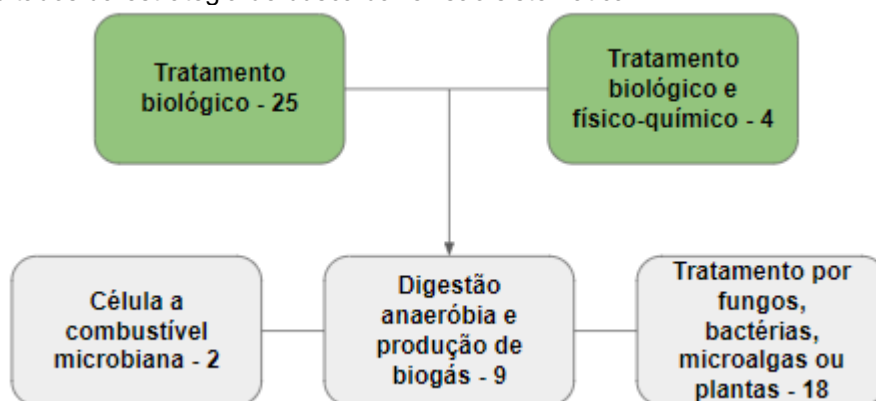 Tratamento
biológico - 25
Tratamento
biológico e
físico-químico - 4
Célula a
combustível
microbiana - 2
Digestão
anaeróbia e
produção de
biogás - 9
Tratamento por
fungos,
bactérias,
microalgas ou
plantas - 18